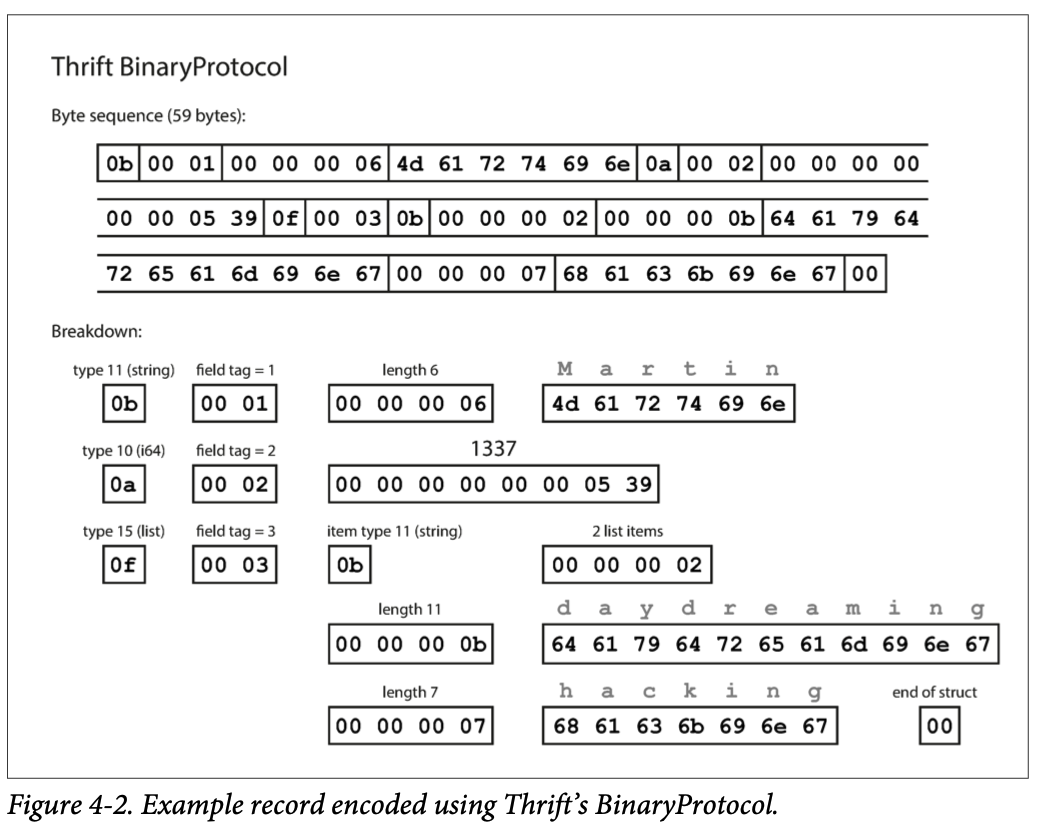 Thrift BinaryProtocol
Byte sequence (59 bytes):
0b 00 01 00 00 00 06 4d 61 72 74 69 6e 0a 00 02 00 00 00 00
00 00 05 39 0f 00 03 0b 00 00 00 02 00 00 00 0b 64 61 79 64
72 65 61 6d 69 6e 67 00 00 00 07 68 61 63 6b 69 6e 67 00
Breakdown:
type 11 (string) field tag = 1 length 6 M a r t i n
0b 00 01 00 00 00 06 4d 61 72 74 69 6e
type 10 (i64) field tag = 2 1337
0a 00 02 00 00 00 00 00 00 05 39
type 15 (list) field tag = 3 item type 11 (string) 2 list items
0f 00 03 0b 00 00 00 02
length 11 d a y d r e a m i n g
00 00 00 0b 64 61 79 64 72 65 61 6d 69 6e 67
length 7 h a c k i n g end of struct
00 00 00 07 68 61 63 6b 69 6e 67 00
Figure 4-2. Example record encoded using Thrift’s BinaryProtocol.